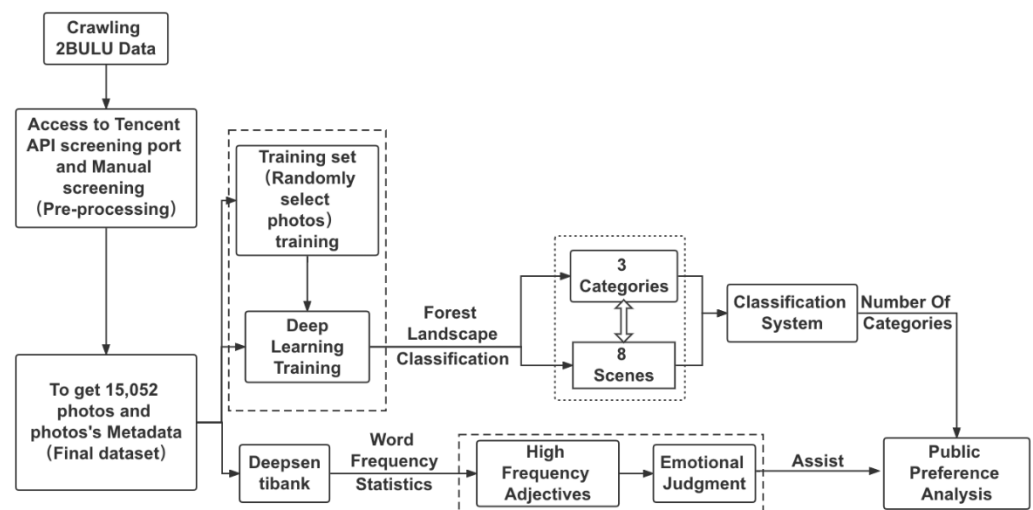 Crawling
2BULU Data
Access to Tencent
API screening port
and Manual
screening
（Pre-processing）
To get 15,052
photos and
photos's Metadata
（Final dataset）
Training set
（Randomly
select
photos）
training
Deep
Learning
Training
Forest
Landscape
Classification
3
Categories
8
Scenes
Classification
System
Number Of
Categories
Deepsen
tibank
Word
Frequency
Statistics
High
Frequency
Adjectives
Emotional
Judgment
Assist
Public
Preference
Analysis